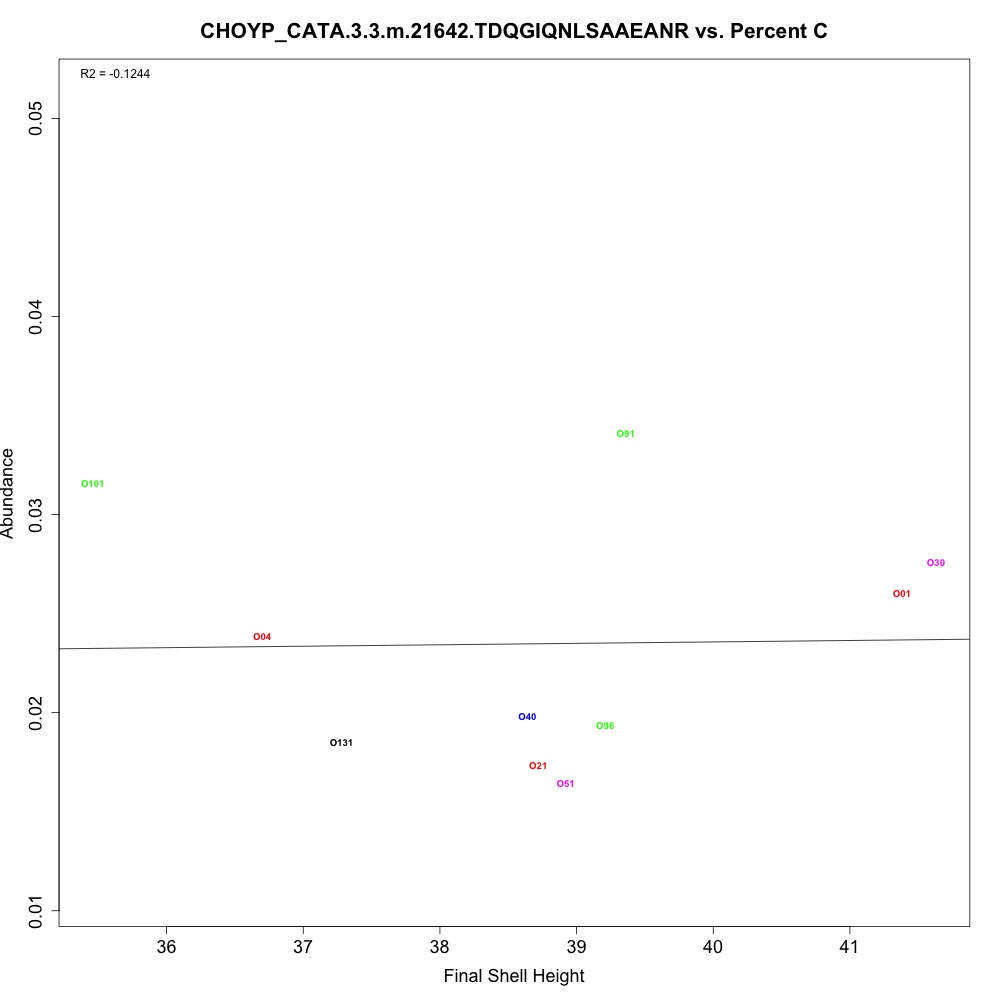 CHOYP_CATA.3.3.m.21642.TDQGIQNLSAAEANR vs. Percent C
R2 = -0.1244
0.05
0.04
O91
O101
0.03
Abundance
O30
O01
O04
O40
0.02
O96
O131
O21
O51
0.01
36 37 38 39 40 41
Final Shell Height